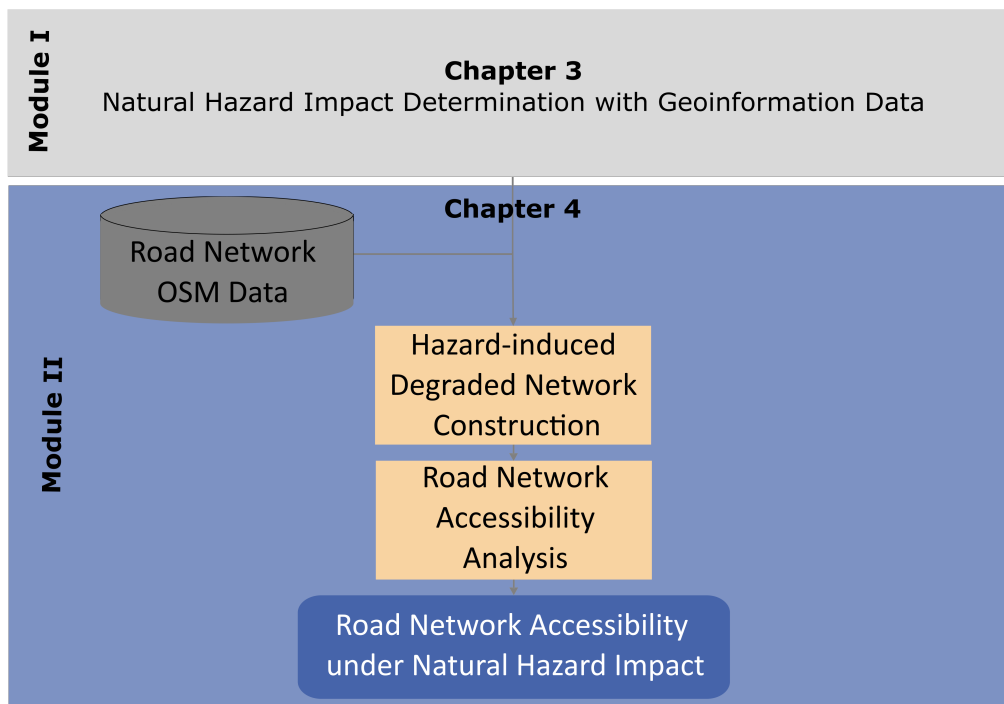 Module I
Chapter 3
Natural Hazard Impact Determination with Geoinformation Data
Chapter 4
Road Network
OSM Data
Module II
Hazard-induced
Degraded Network
Construction
Road Network
Accessibility
Analysis
Road Network Accessibility
under Natural Hazard Impact